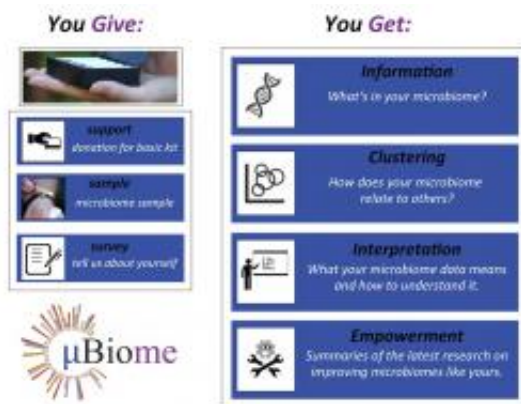 You Give:
support
donation for basic kit
sample
microbiome sample
survey
tell us about yourself
μBiome
You Get:
Information
What's in your microbiome?
Clustering
How does your microbiome
relate to others?
Interpretation
What your microbiome data means
and how to understand it.
Empowerment
Summaries of the latest research on
improving microbiomes like yours.